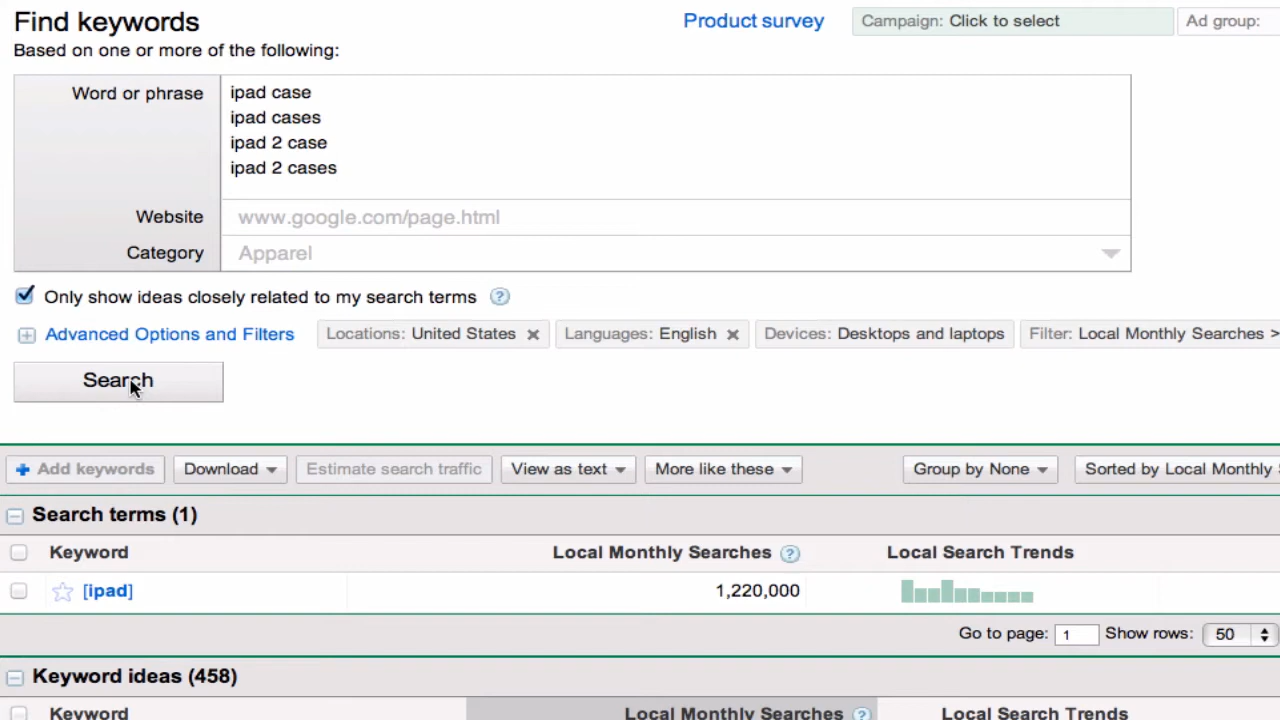 Find keywords
Product survey
Campaign: Click to select
Ad group:
Based on one or more of the following:
Word or phrase
ipad case
ipad cases
ipad 2 case
ipad 2 cases
Website
www.google.com/page.html
Category
Apparel
Only show ideas closely related to my search terms ?
Advanced Options and Filters
Locations: United States ×
Languages: English ×
Devices: Desktops and laptops
Filter: Local Monthly Searches >
Search
Add keywords
Download
Estimate search traffic
View as text
More like these
Group by None
Sorted by Local Monthly
Search terms (1)
Keyword
Local Monthly Searches ?
Local Search Trends
[ipad]
1,220,000
Go to page: 1 Show rows: 50
Keyword ideas (458)
Keyword
Local Monthly Searches ?
Local Search Trends